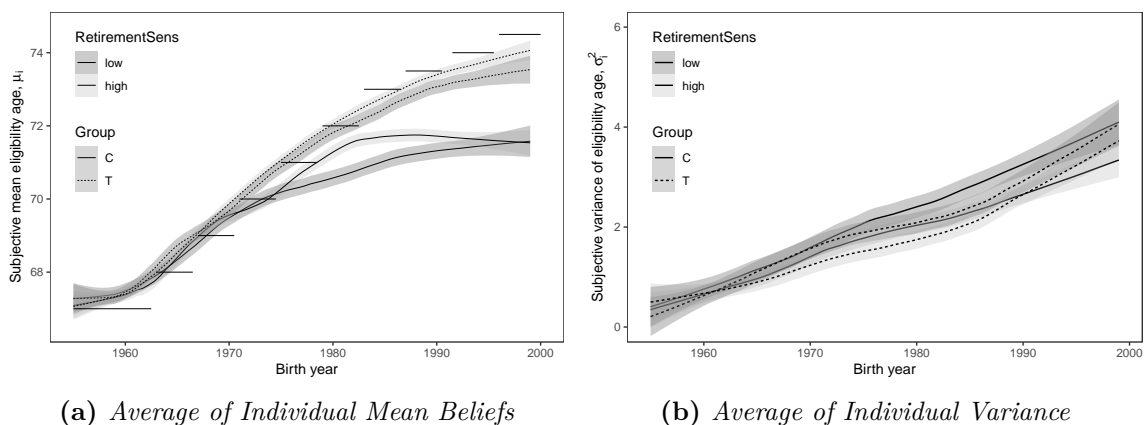 RetirementSens
low
high
Group
C
T
Subjective mean eligibility age, μi
74
72
70
68
1960
1970
1980
1990
2000
Birth year
(a) Average of Individual Mean Beliefs
RetirementSens
low
high
Group
C
T
Subjective variance of eligibility age, σi²
6
4
2
0
1960
1970
1980
1990
2000
Birth year
(b) Average of Individual Variance